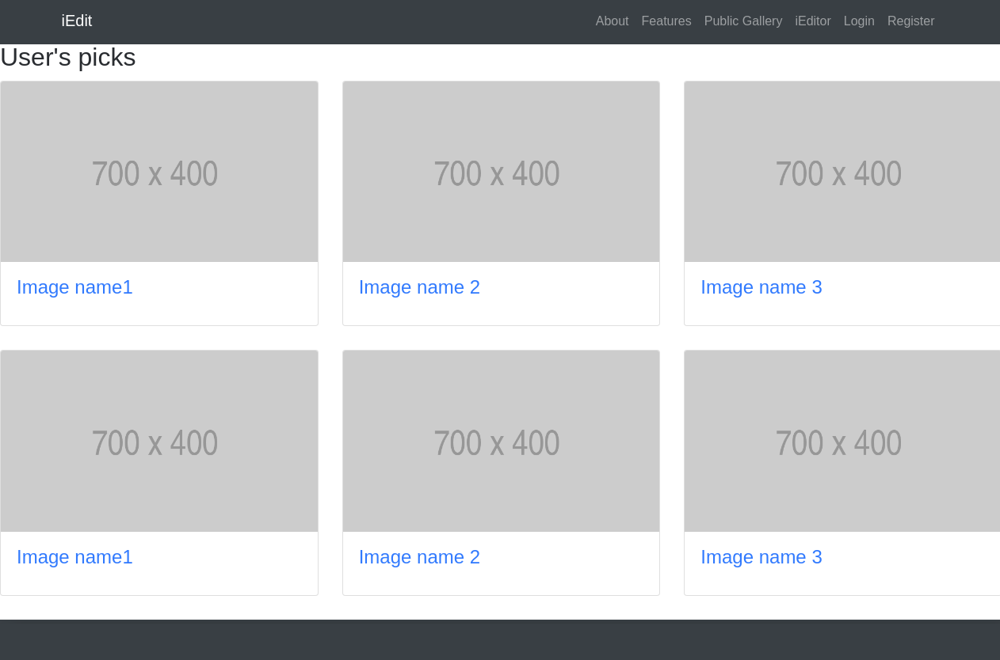 iEdit About Features Public Gallery iEditor Login Register
User's picks
700 x 400 700 x 400 700 x 400
Image name1 Image name 2 Image name 3
700 x 400 700 x 400 700 x 400
Image name1 Image name 2 Image name 3